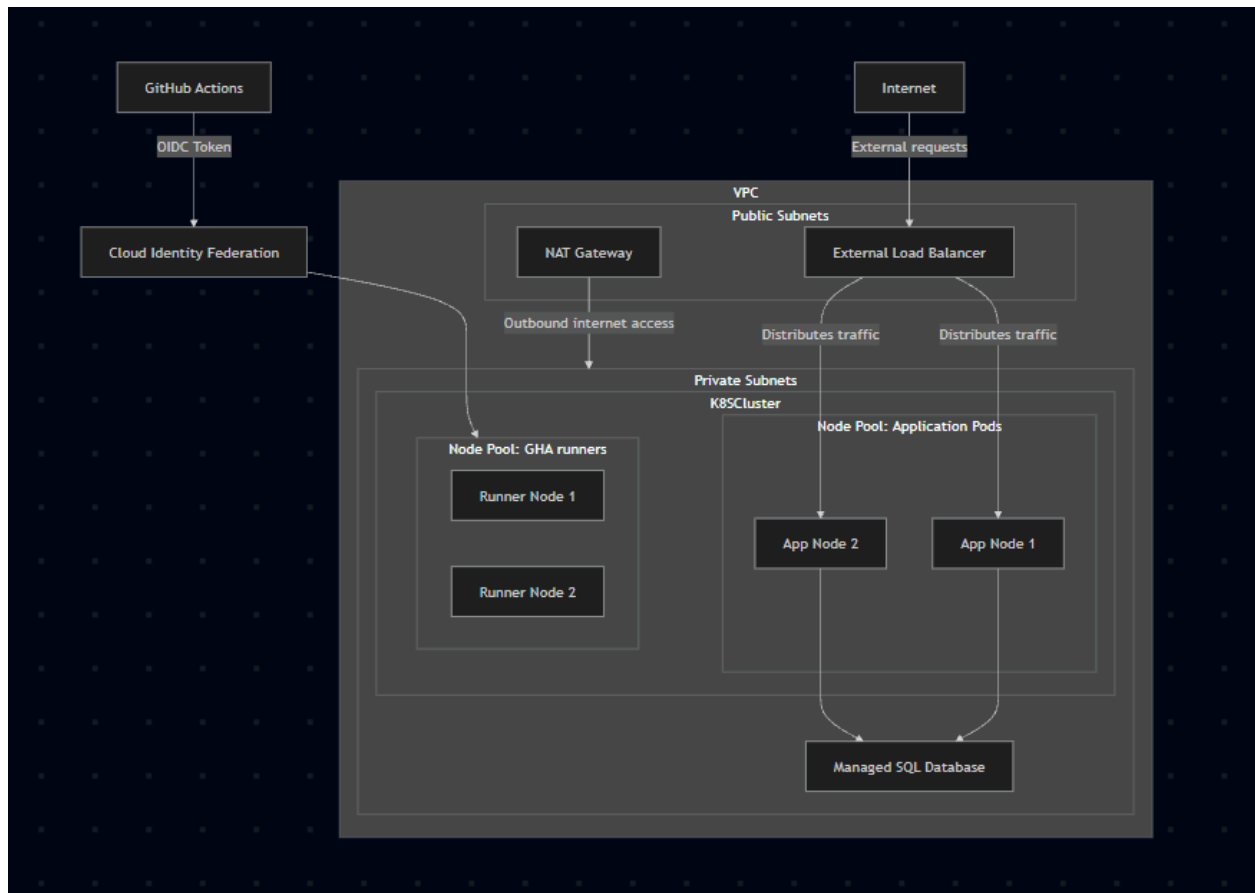 GitHub Actions
Internet
OIDC Token
External requests
VPC
Public Subnets
Cloud Identity Federation
NAT Gateway
External Load Balancer
Outbound internet access
Distributes traffic
Distributes traffic
Private Subnets
K8SCluster
Node Pool: Application Pods
Node Pool: GHA runners
Runner Node 1
App Node 2
App Node 1
Runner Node 2
Managed SQL Database